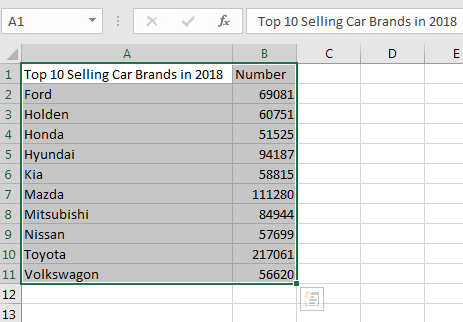 A1 fx Top 10 Selling Car Brands in 2018
A B C D E
1 Top 10 Selling Car Brands in 2018 Number
2 Ford 69081
3 Holden 60751
4 Honda 51525
5 Hyundai 94187
6 Kia 58815
7 Mazda 111280
8 Mitsubishi 84944
9 Nissan 57699
10 Toyota 217061
11 Volkswagon 56620
12
13